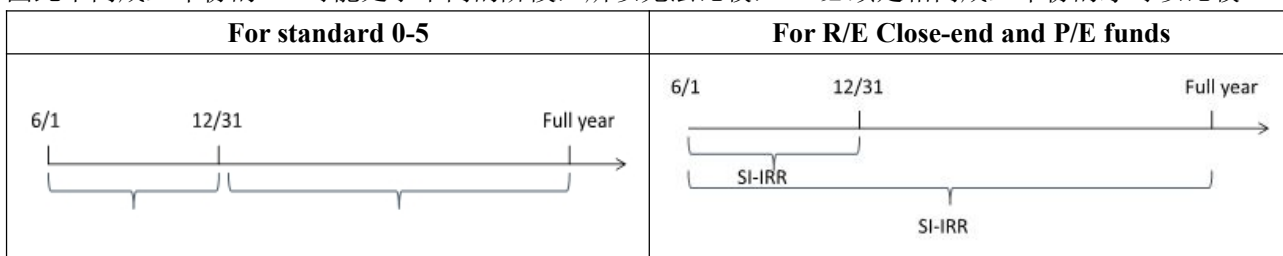 For standard 0-5
For R/E Close-end and P/E funds
6/1 12/31 Full year
6/1 12/31 Full year
SI-IRR
SI-IRR